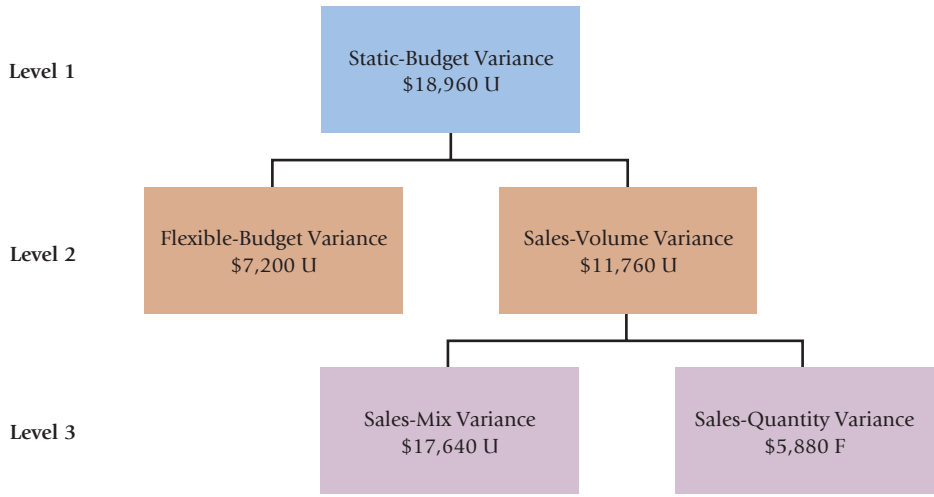 Level 1
Static-Budget Variance
$18,960 U
Level 2
Flexible-Budget Variance
$7,200 U
Sales-Volume Variance
$11,760 U
Level 3
Sales-Mix Variance
$17,640 U
Sales-Quantity Variance
$5,880 F